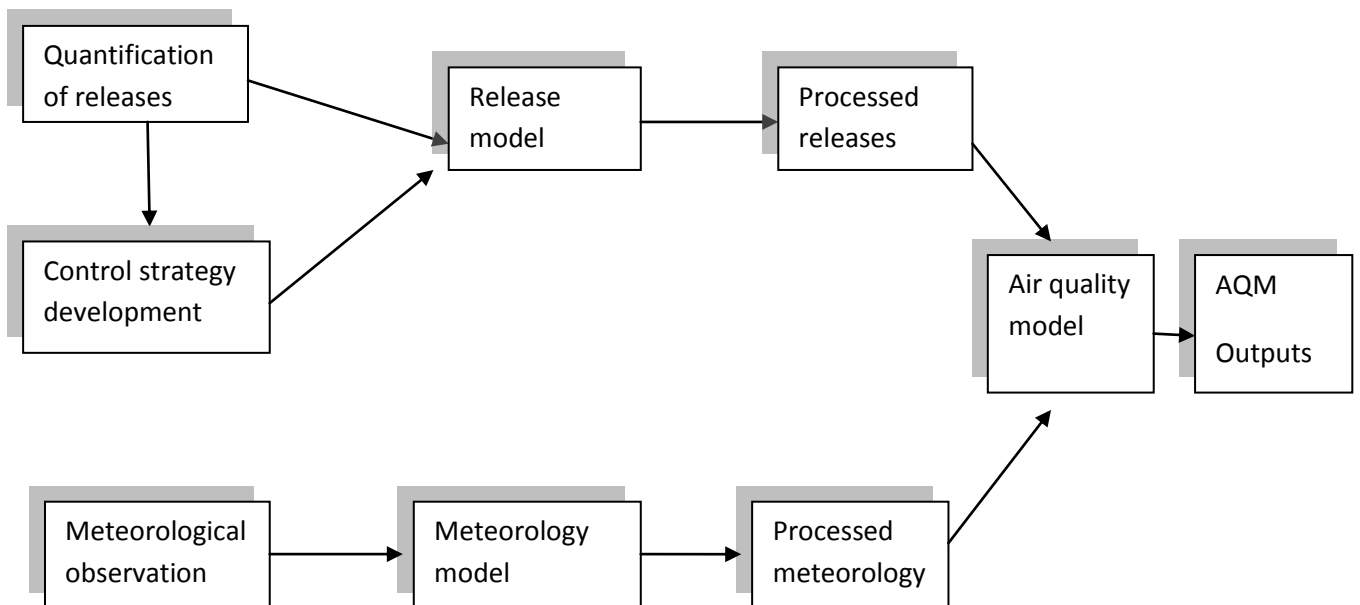 Quantification
of releases
Release
model
Processed
releases
Control strategy
development
Air quality
model
AQM
Outputs
Meteorological
observation
Meteorology
model
Processed
meteorology